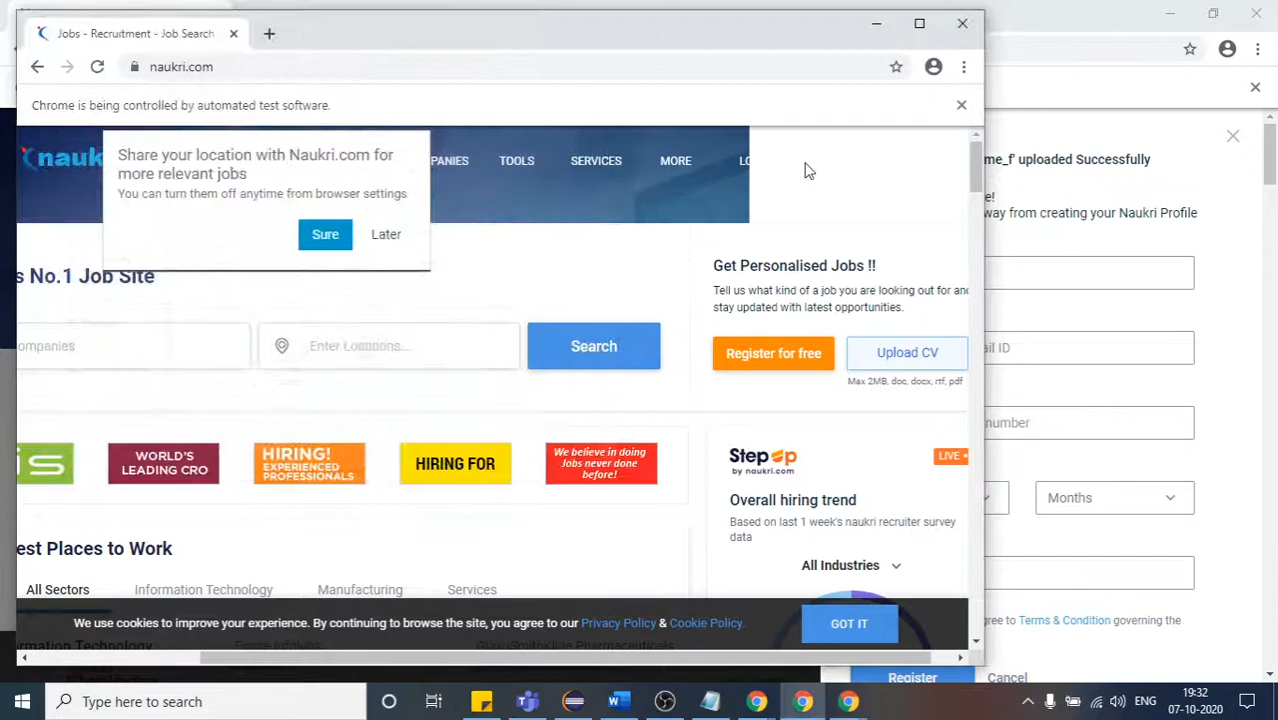 Jobs - Recruitment - Job Search
naukri.com
Chrome is being controlled by automated test software.
nauk
Share your location with Naukri.com for
more relevant jobs
You can turn them off anytime from browser settings
Sure
Later
PANIES
TOOLS
SERVICES
MORE
LO
s No.1 Job Site
ompanies
Enter Locations...
Search
Get Personalised Jobs !!
Tell us what kind of a job you are looking out for and
stay updated with latest opportunities.
Register for free
Upload CV
Max 2MB, doc, docx, rtf, pdf
is
WORLD'S
LEADING CRO
HIRING!
EXPERIENCED
PROFESSIONALS
HIRING FOR
We believe in doing
Jobs never done
before!
Step up
by naukri.com
LIVE
Overall hiring trend
Based on last 1 week's naukri recruiter survey
data
All Industries
est Places to Work
All Sectors
Information Technology
Manufacturing
Services
We use cookies to improve your experience. By continuing to browse the site, you agree to our Privacy Policy & Cookie Policy.
GOT IT
rmation Technology
GlaxoSmithKline Pharmaceuticals
me_f' uploaded Successfully
e!
way from creating your Naukri Profile
ail ID
number
Months
gree to Terms & Condition governing the
Register
Cancel
Type here to search
ENG
19:32
07-10-2020